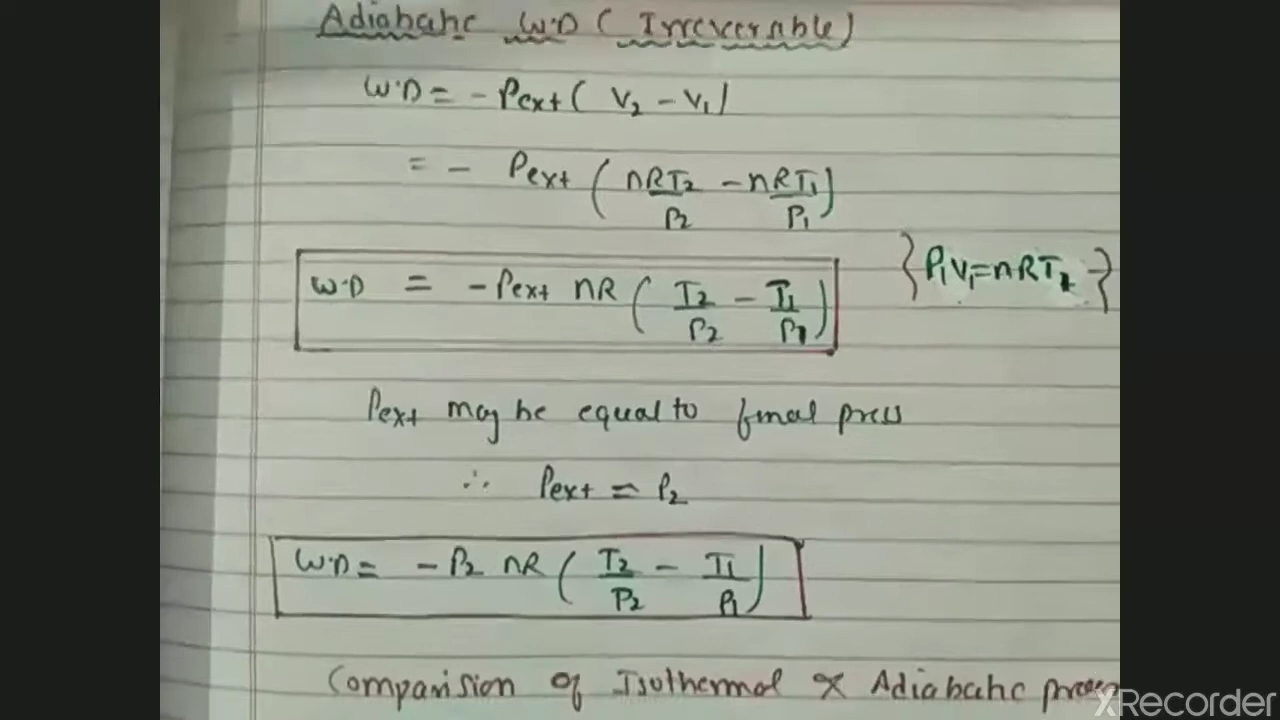 Adiabatic W.D ( Irreversible)
W.D = - Pext ( V₂ - V₁)
= - Pext ( nRT₂/P₂ - nRT₁/P₁ )
{ P₁V₁ = nRT₁ }
W.D = - Pext nR ( T₂/P₂ - T₁/P₁ )
Pext may be equal to final press
∴ Pext = P₂
W.D = - P₂ nR ( T₂/P₂ - T₁/P₁ )
Comparision of Isothermal & Adiabatic
XRecorder